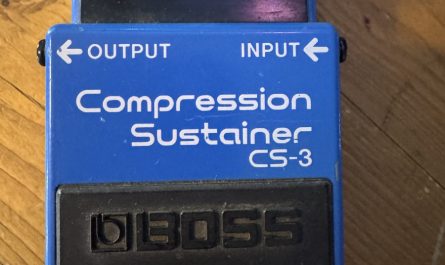 ← OUTPUT INPUT ←
Compression
Sustainer
CS-3
BOSS